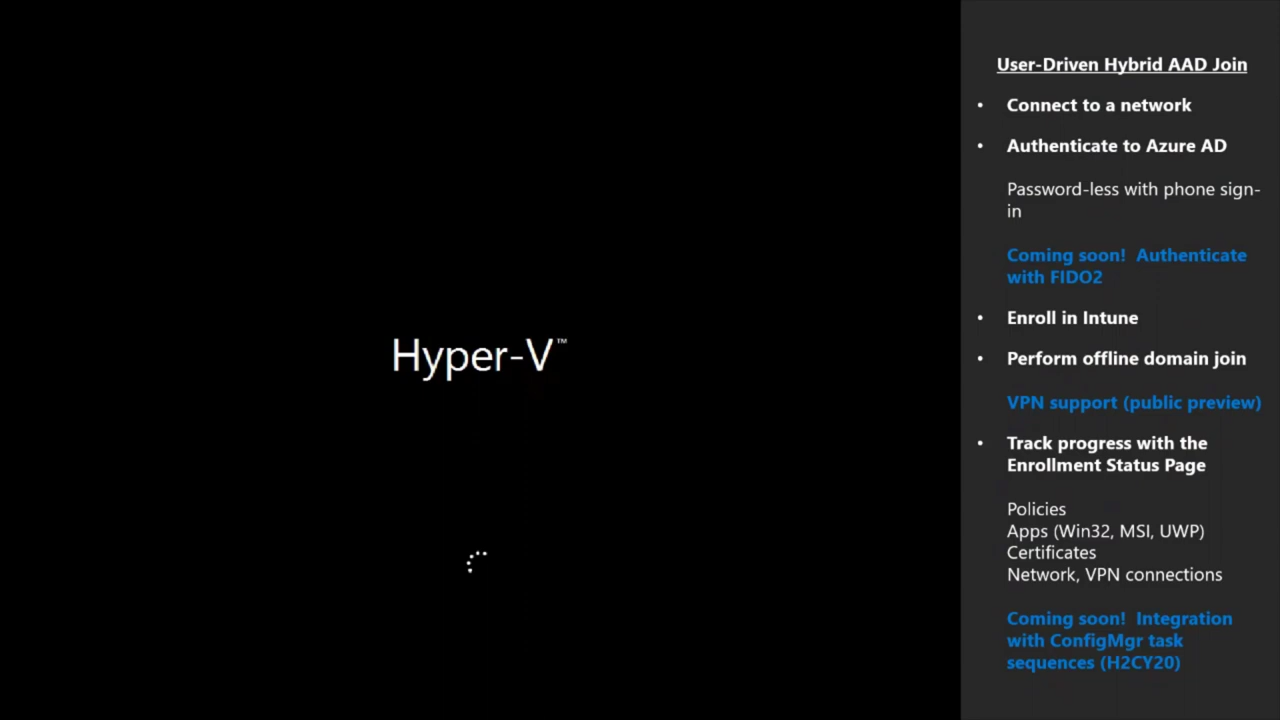 Hyper-V™
User-Driven Hybrid AAD Join
• Connect to a network
• Authenticate to Azure AD
Password-less with phone sign-
in
Coming soon!  Authenticate
with FIDO2
• Enroll in Intune
• Perform offline domain join
VPN support (public preview)
• Track progress with the
Enrollment Status Page
Policies
Apps (Win32, MSI, UWP)
Certificates
Network, VPN connections
Coming soon!  Integration
with ConfigMgr task
sequences (H2CY20)